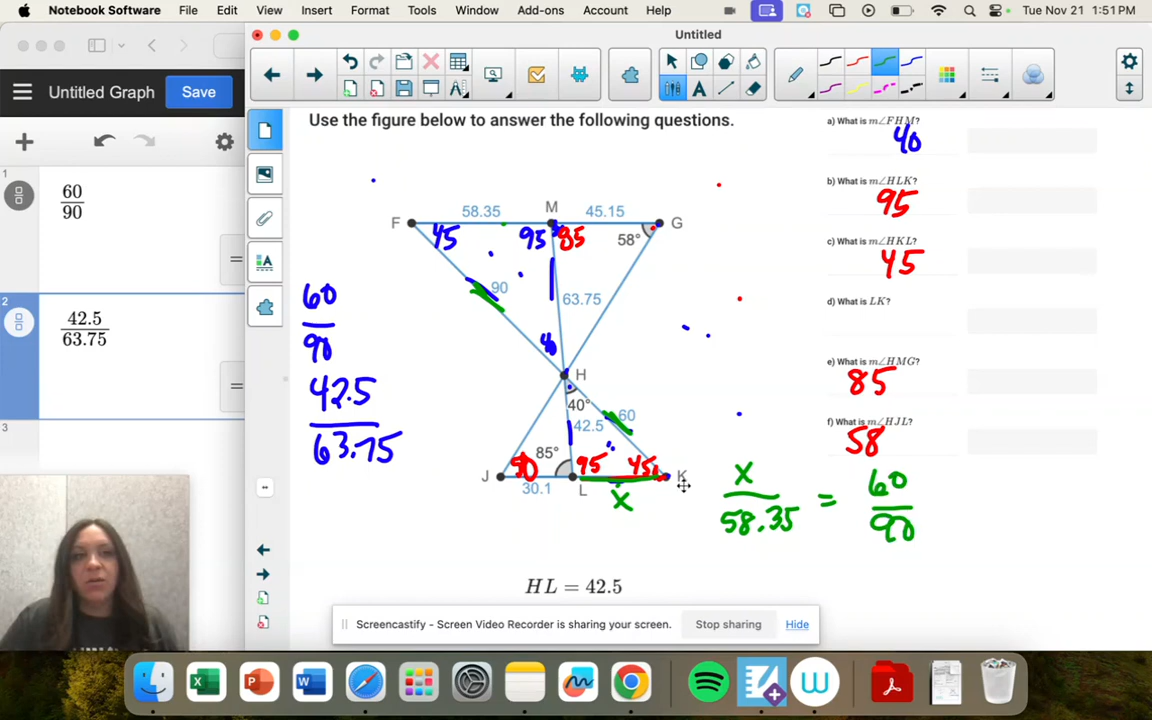 Notebook Software File Edit View Insert Format Tools Add-ons Account Help Tue Nov 21 1:51 PM
Untitled
Untitled Graph Save
1
60
90
=
2
42.5
63.75
=
3
Use the figure below to answer the following questions.
F 58.35 M 45.15 G
45 95 85 58°
90
63.75
40
H
40°
60
42.5
85°
J 50 95 45 K
30.1 L
x
60
90
42.5
63.75
a) What is m∠FHM?
40
b) What is m∠HLK?
95
c) What is m∠HKL?
45
d) What is LK?
e) What is m∠HMG?
85
f) What is m∠HJL?
58
x
58.35
=
60
90
HL = 42.5
Screencastify - Screen Video Recorder is sharing your screen. Stop sharing Hide